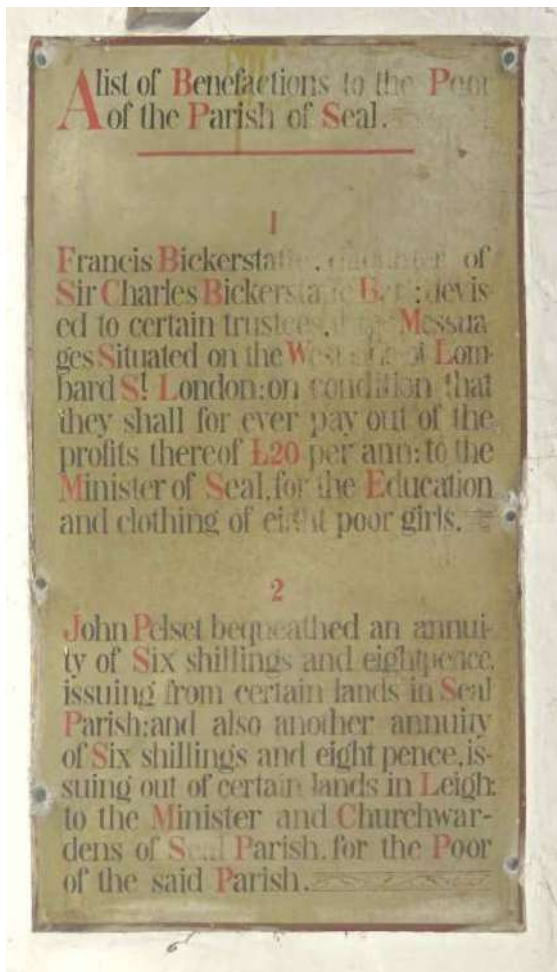 A list of Benefactions to the Poor
of the Parish of Seal.
1
Francis Bickerstaffe, daughter of
Sir Charles Bickerstaffe : devis
ed to certain trustees, Messua
ges Situated on the West side of Lom-
bard St. London: on condition that
they shall for ever pay out of the
profits thereof Ł20 per ann: to the
Minister of Seal, for the Education
and clothing of eight poor girls.
2
John Pelset bequeathed an annui-
ty of Six shillings and eightpence,
issuing from certain lands in Seal
Parish: and also another annuity
of Six shillings and eight pence, is-
suing out of certain lands in Leigh:
to the Minister and Churchwar-
dens of Seal Parish, for the Poor
of the said Parish.